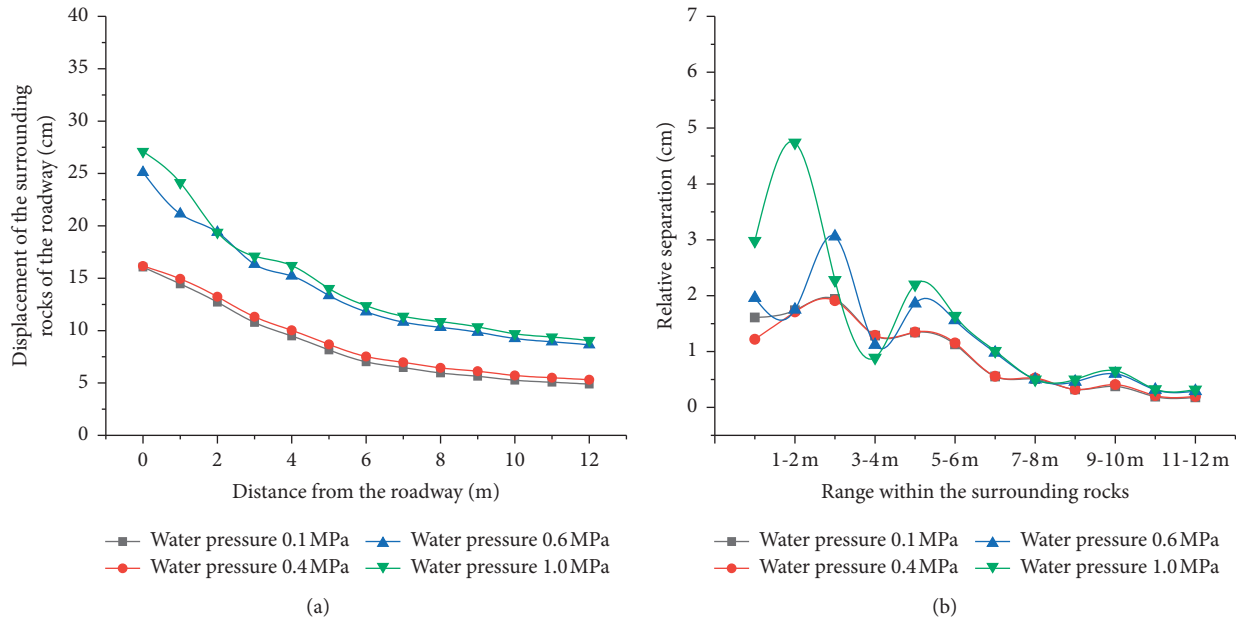 Displacement of the surrounding
rocks of the roadway (cm)
40
35
30
25
20
15
10
5
0
0 2 4 6 8 10 12
Distance from the roadway (m)
Water pressure 0.1 MPa
Water pressure 0.4 MPa
Water pressure 0.6 MPa
Water pressure 1.0 MPa
(a)
Relative separation (cm)
7
6
5
4
3
2
1
0
1-2 m 3-4 m 5-6 m 7-8 m 9-10 m 11-12 m
Range within the surrounding rocks
Water pressure 0.1 MPa
Water pressure 0.4 MPa
Water pressure 0.6 MPa
Water pressure 1.0 MPa
(b)